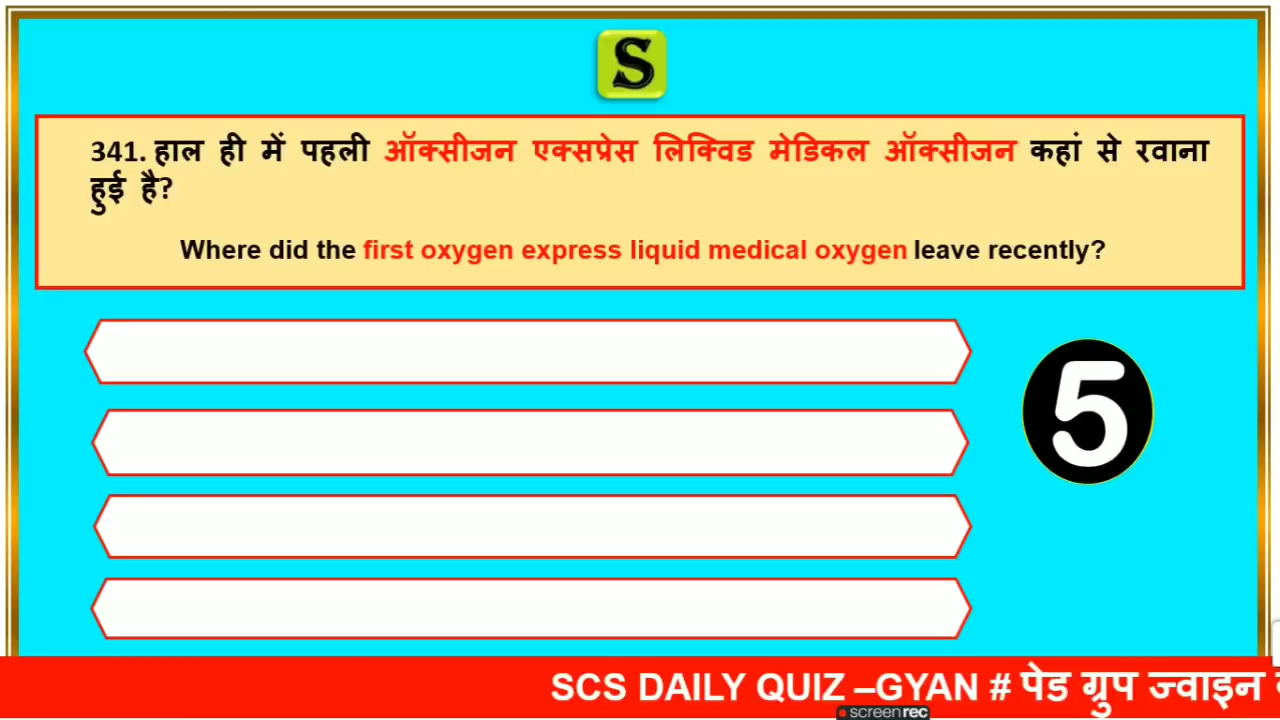 S
341. हाल ही में पहली ऑक्सीजन एक्सप्रेस लिक्विड मेडिकल ऑक्सीजन कहां से रवाना
हुई है?
Where did the first oxygen express liquid medical oxygen leave recently?
5
SCS DAILY QUIZ –GYAN # पेड ग्रुप ज्वाइन
screenrec